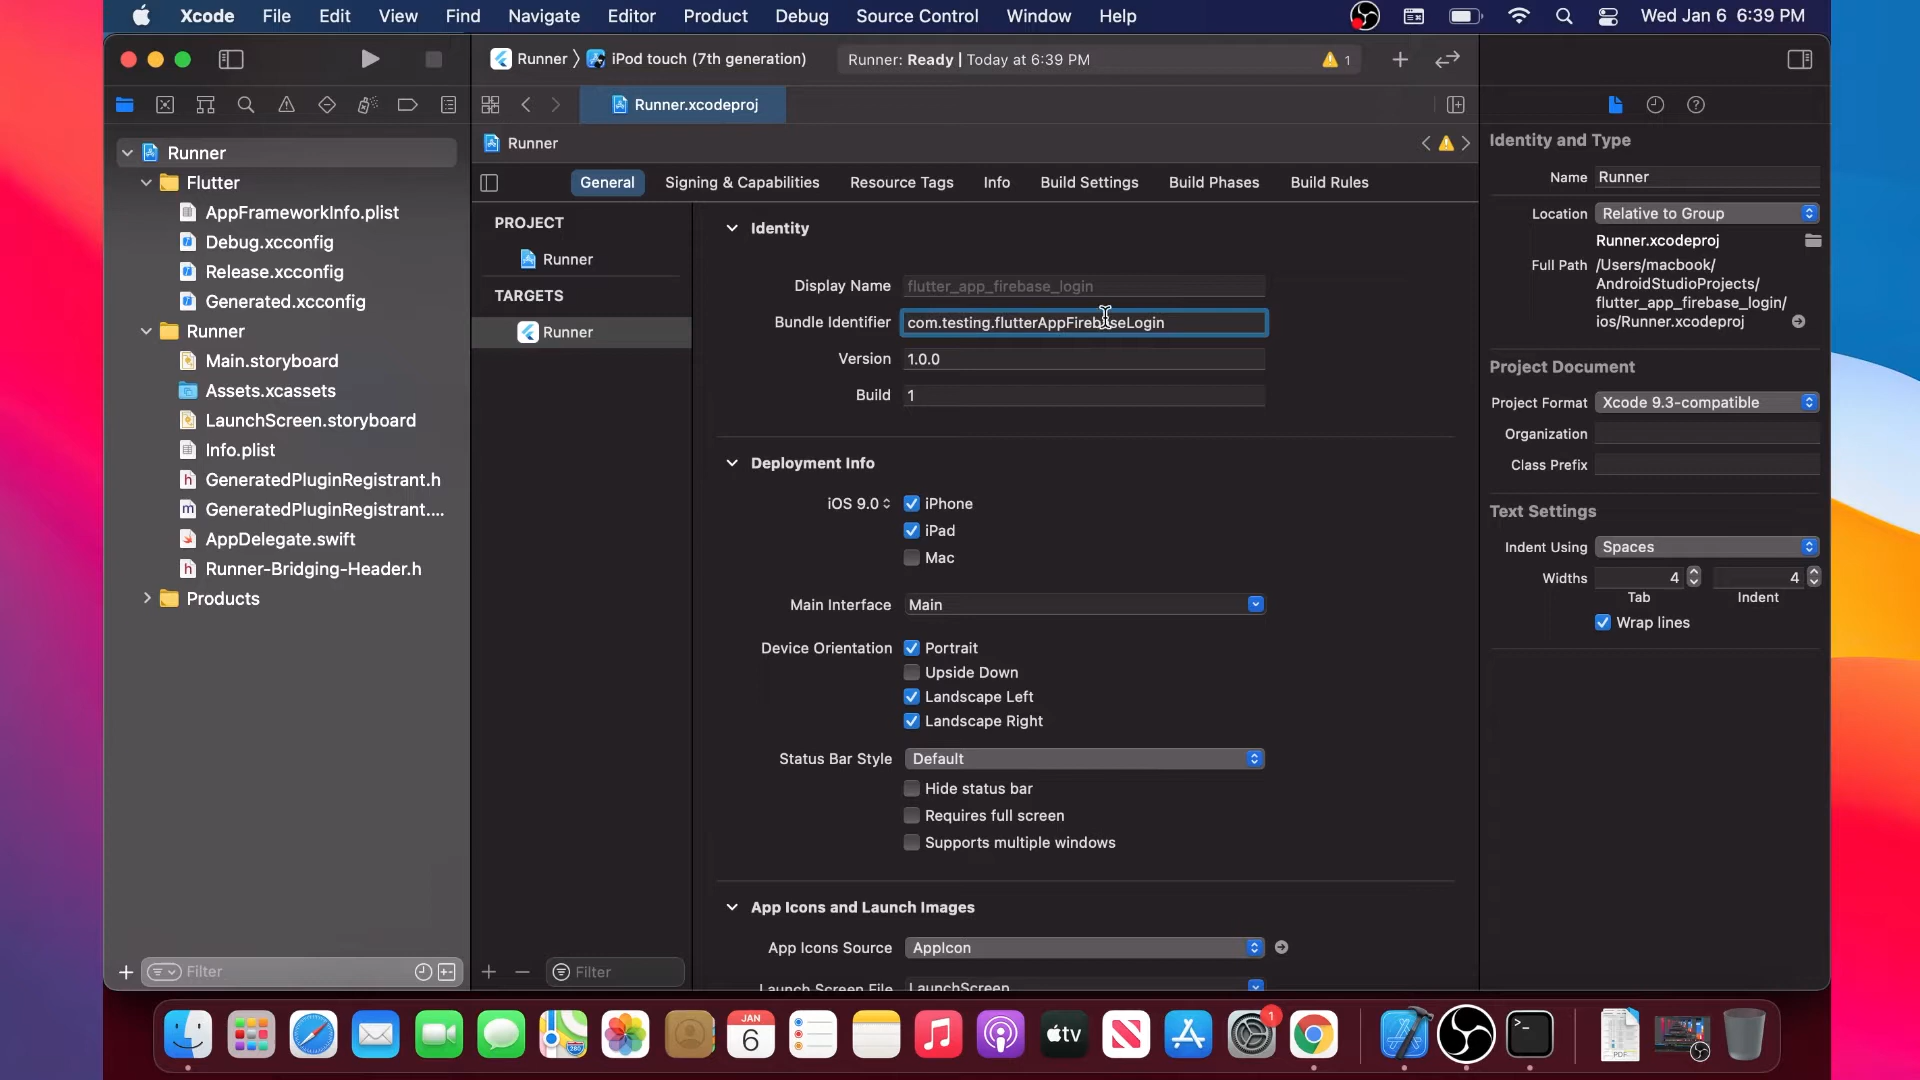 Xcode File Edit View Find Navigate Editor Product Debug Source Control Window Help Wed Jan 6 6:39 PM
Runner iPod touch (7th generation) Runner: Ready | Today at 6:39 PM 1
Runner.xcodeproj
Runner
Flutter
AppFrameworkInfo.plist
Debug.xcconfig
Release.xcconfig
Generated.xcconfig
Runner
Main.storyboard
Assets.xcassets
LaunchScreen.storyboard
Info.plist
GeneratedPluginRegistrant.h
GeneratedPluginRegistrant....
AppDelegate.swift
Runner-Bridging-Header.h
Products
Filter
Runner
General Signing & Capabilities Resource Tags Info Build Settings Build Phases Build Rules
PROJECT
Runner
TARGETS
Runner
Filter
Identity
Display Name flutter_app_firebase_login
Bundle Identifier com.testing.flutterAppFirebaseLogin
Version 1.0.0
Build 1
Deployment Info
iOS 9.0 iPhone
iPad
Mac
Main Interface Main
Device Orientation Portrait
Upside Down
Landscape Left
Landscape Right
Status Bar Style Default
Hide status bar
Requires full screen
Supports multiple windows
App Icons and Launch Images
App Icons Source AppIcon
Launch Screen File LaunchScreen
Identity and Type
Name Runner
Location Relative to Group
Runner.xcodeproj
Full Path /Users/macbook/
AndroidStudioProjects/
flutter_app_firebase_login/
ios/Runner.xcodeproj
Project Document
Project Format Xcode 9.3-compatible
Organization
Class Prefix
Text Settings
Indent Using Spaces
Widths 4 4
Tab Indent
Wrap lines
JAN
6
tv
1
PDF